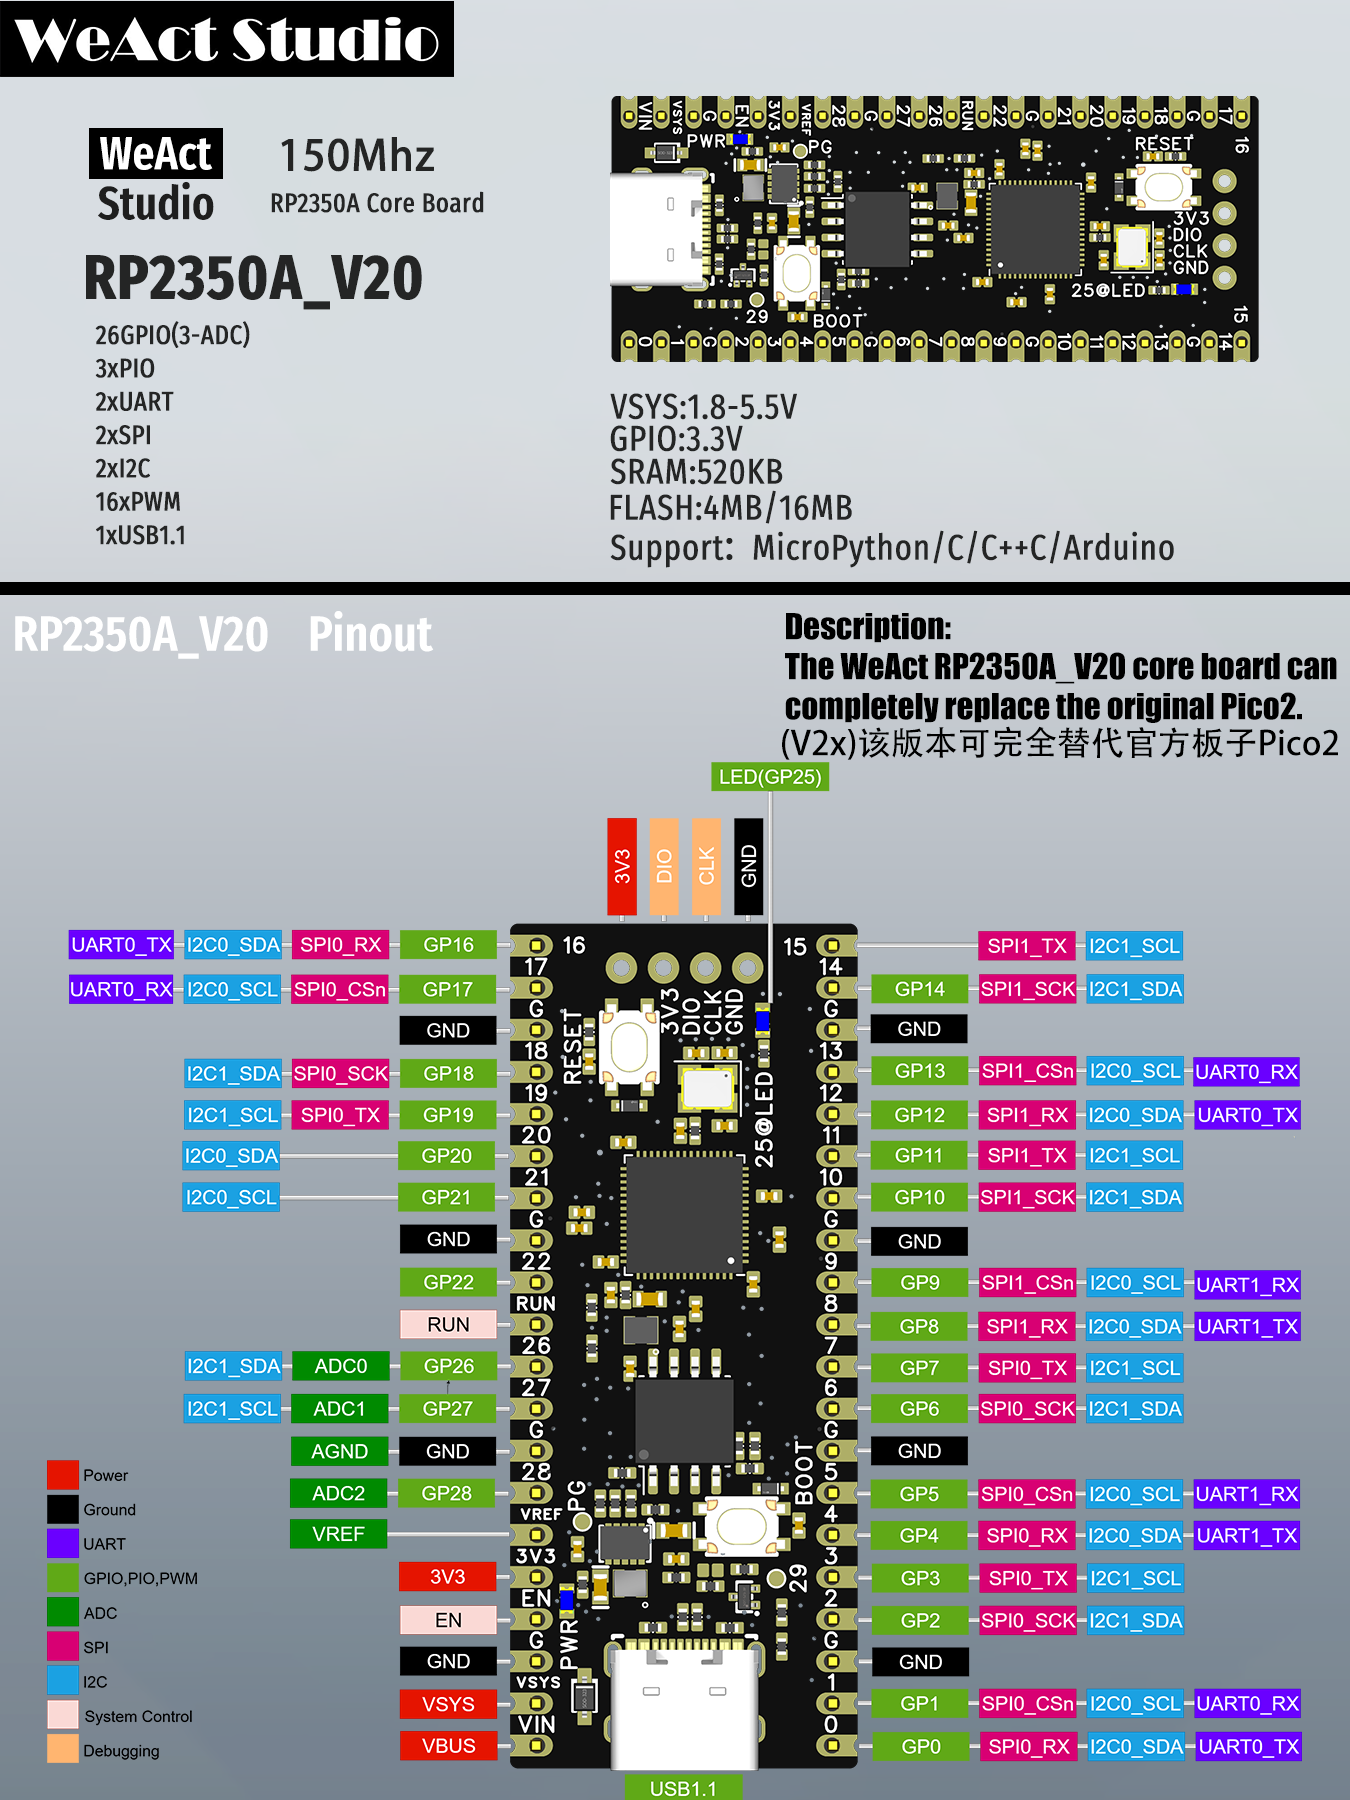 WeAct Studio
WeAct
Studio
150Mhz
RP2350A Core Board
RP2350A_V20
26GPIO(3-ADC)
3xPIO
2xUART
2xSPI
2xI2C
16xPWM
1xUSB1.1
VIN VSYS G EN 3V3 VREF 28 G 27 26 RUN 22 G 21 20 19 18 G 17 16
PWR PG RESET
3V3
DIO
CLK
GND
25@LED
29 BOOT
0 1 G 2 3 4 5 G 6 7 8 9 G 10 11 12 13 G 14 15
VSYS:1.8-5.5V
GPIO:3.3V
SRAM:520KB
FLASH:4MB/16MB
Support：MicroPython/C/C++C/Arduino
RP2350A_V20 Pinout
Description:
The WeAct RP2350A_V20 core board can
completely replace the original Pico2.
(V2x)该版本可完全替代官方板子Pico2
LED(GP25)
3V3 DIO CLK GND
UART0_TX I2C0_SDA SPI0_RX GP16 16 15 SPI1_TX I2C1_SCL
UART0_RX I2C0_SCL SPI0_CSn GP17 17 14 GP14 SPI1_SCK I2C1_SDA
GND G G GND
3V3 DIO CLK GND
RESET
25@LED
I2C1_SDA SPI0_SCK GP18 18 13 GP13 SPI1_CSn I2C0_SCL UART0_RX
I2C1_SCL SPI0_TX GP19 19 12 GP12 SPI1_RX I2C0_SDA UART0_TX
I2C0_SDA GP20 20 11 GP11 SPI1_TX I2C1_SCL
I2C0_SCL GP21 21 10 GP10 SPI1_SCK I2C1_SDA
GND G G GND
GP22 22 9 GP9 SPI1_CSn I2C0_SCL UART1_RX
RUN RUN 8 GP8 SPI1_RX I2C0_SDA UART1_TX
I2C1_SDA ADC0 GP26 26 7 GP7 SPI0_TX I2C1_SCL
I2C1_SCL ADC1 GP27 27 6 GP6 SPI0_SCK I2C1_SDA
AGND GND G G GND
BOOT
PG
ADC2 GP28 28 5 GP5 SPI0_CSn I2C0_SCL UART1_RX
VREF VREF 4 GP4 SPI0_RX I2C0_SDA UART1_TX
3V3 3V3 3 GP3 SPI0_TX I2C1_SCL
29
EN EN 2 GP2 SPI0_SCK I2C1_SDA
PWR
GND G G GND
VSYS VSYS 1 GP1 SPI0_CSn I2C0_SCL UART0_RX
VBUS VIN 0 GP0 SPI0_RX I2C0_SDA UART0_TX
USB1.1
Power
Ground
UART
GPIO,PIO,PWM
ADC
SPI
I2C
System Control
Debugging